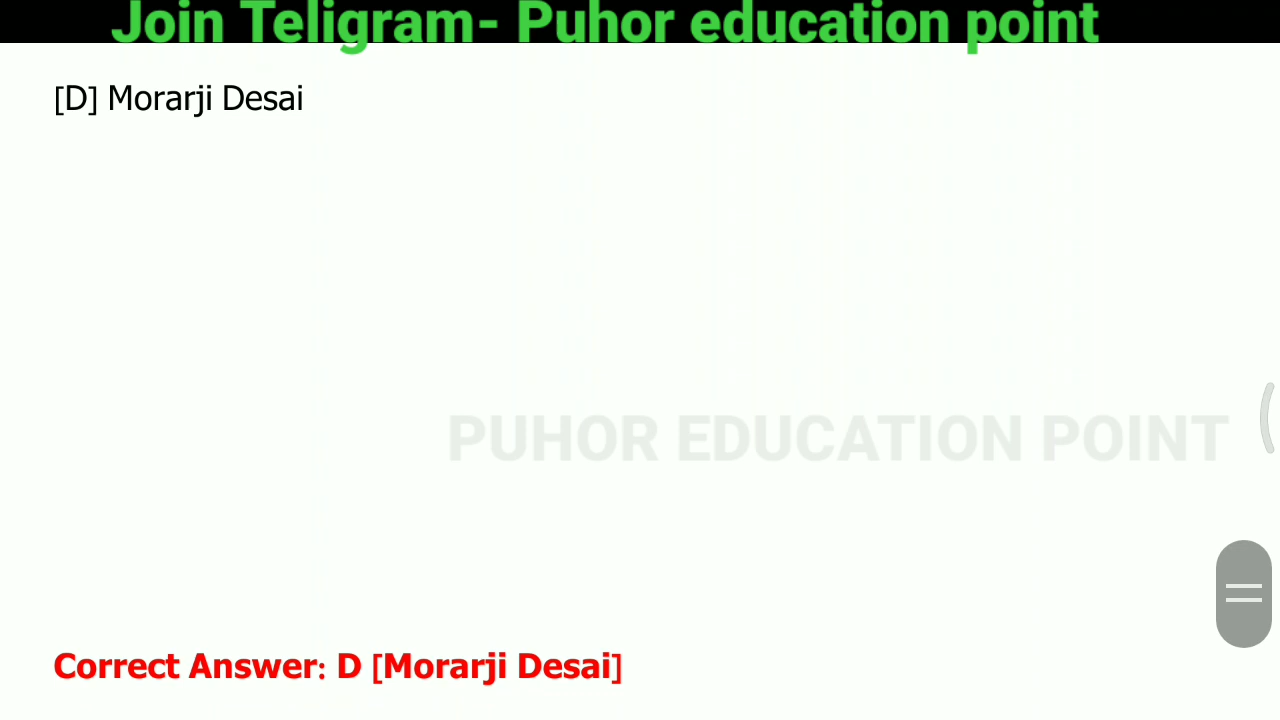 Join Teligram- Puhor education point
[D] Morarji Desai
PUHOR EDUCATION POINT
Correct Answer: D [Morarji Desai]